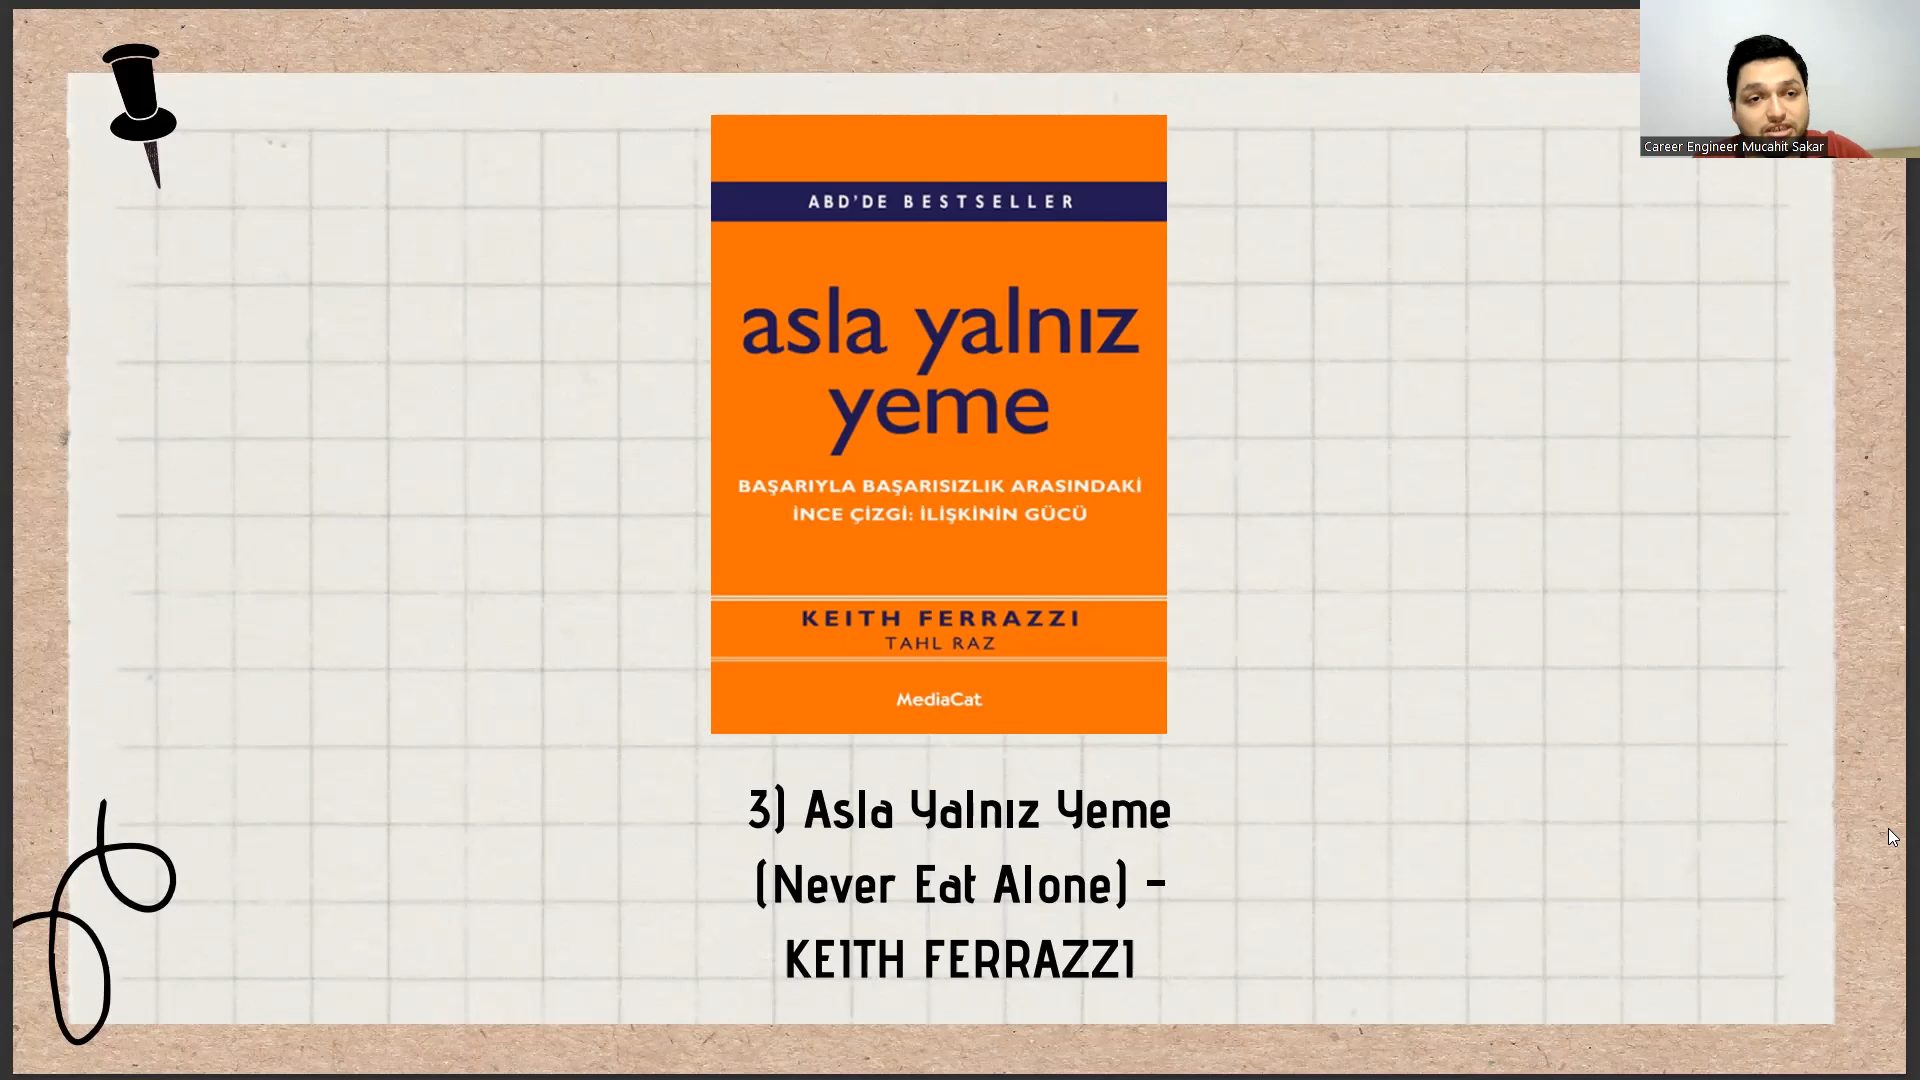 Career Engineer Mucahit Sakar
ABD'DE BESTSELLER
asla yalnız
yeme
BAŞARIYLA BAŞARISIZLIK ARASINDAKİ
İNCE ÇİZGİ: İLİŞKİNİN GÜCÜ
KEITH FERRAZZI
TAHL RAZ
MediaCat
3) Asla Yalnız Yeme
(Never Eat Alone) -
KEITH FERRAZZI